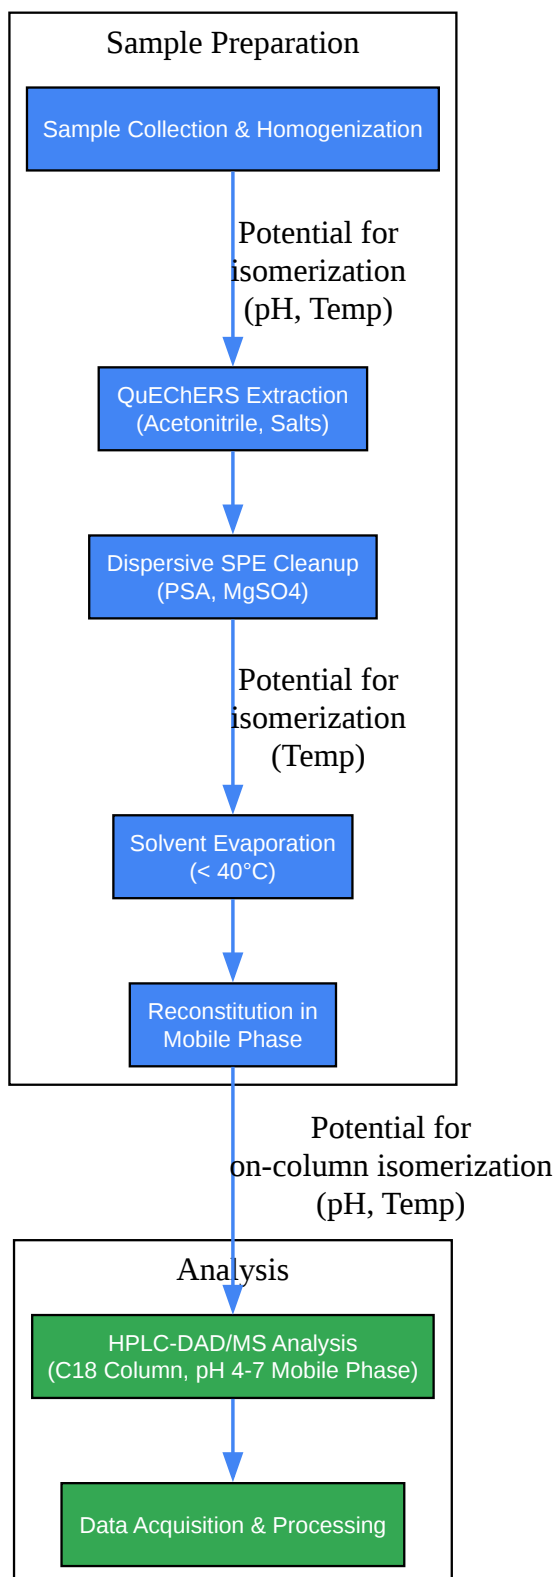 Sample Preparation
Sample Collection & Homogenization
Potential for
isomerization
(pH, Temp)
QuEChERS Extraction
(Acetonitrile, Salts)
Dispersive SPE Cleanup
(PSA, MgSO4)
Potential for
isomerization
(Temp)
Solvent Evaporation
(< 40°C)
Reconstitution in
Mobile Phase
Potential for
on-column isomerization
(pH, Temp)
Analysis
HPLC-DAD/MS Analysis
(C18 Column, pH 4-7 Mobile Phase)
Data Acquisition & Processing